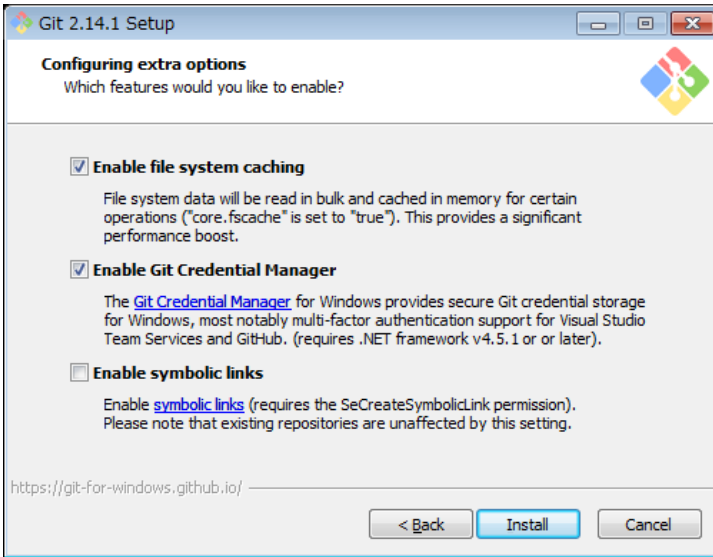 Git 2.14.1 Setup
Configuring extra options
Which features would you like to enable?
Enable file system caching
File system data will be read in bulk and cached in memory for certain
operations ("core.fscache" is set to "true"). This provides a significant
performance boost.
Enable Git Credential Manager
The Git Credential Manager for Windows provides secure Git credential storage
for Windows, most notably multi-factor authentication support for Visual Studio
Team Services and GitHub. (requires .NET framework v4.5.1 or or later).
Enable symbolic links
Enable symbolic links (requires the SeCreateSymbolicLink permission).
Please note that existing repositories are unaffected by this setting.
https://git-for-windows.github.io/
< Back Install Cancel